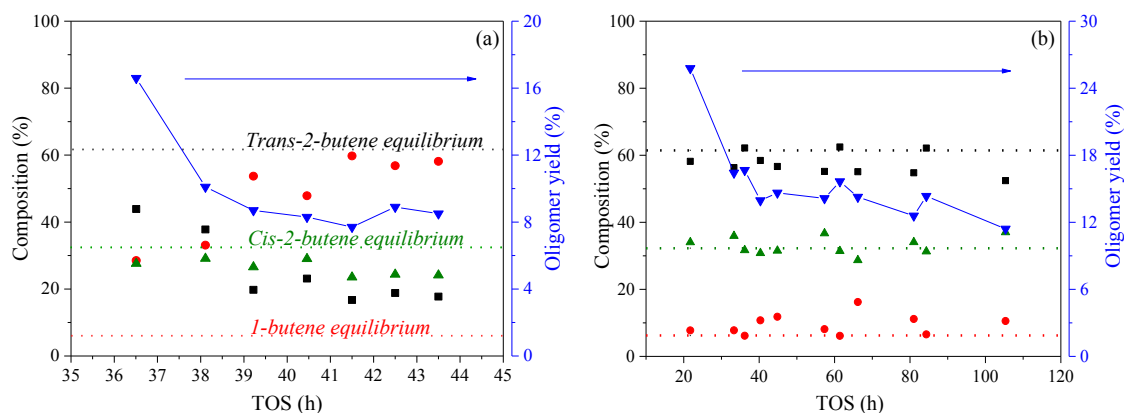 (a)
100
80
60
40
20
0
Composition (%)
35 36 37 38 39 40 41 42 43 44 45
TOS (h)
20
16
12
8
4
0
Oligomer yield (%)
Trans-2-butene equilibrium
Cis-2-butene equilibrium
1-butene equilibrium
(b)
100
80
60
40
20
0
Composition (%)
20 40 60 80 100 120
TOS (h)
30
24
18
12
6
0
Oligomer yield (%)